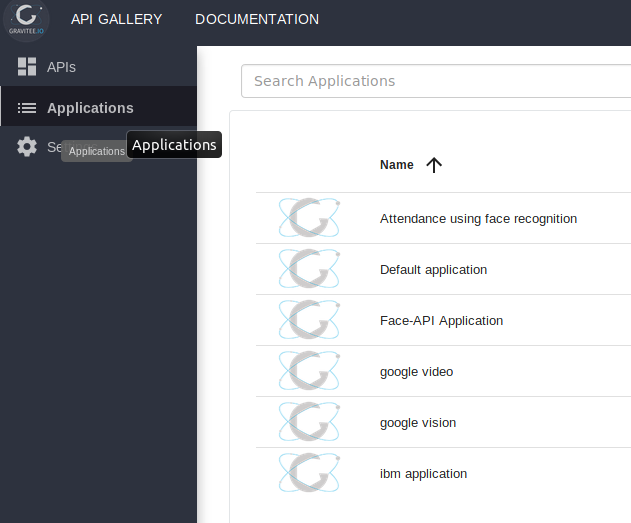 GRAVITEE.IO
API GALLERY
DOCUMENTATION
APIs
Applications
Applications
Applications
Search Applications
Name
Attendance using face recognition
Default application
Face-API Application
google video
google vision
ibm application